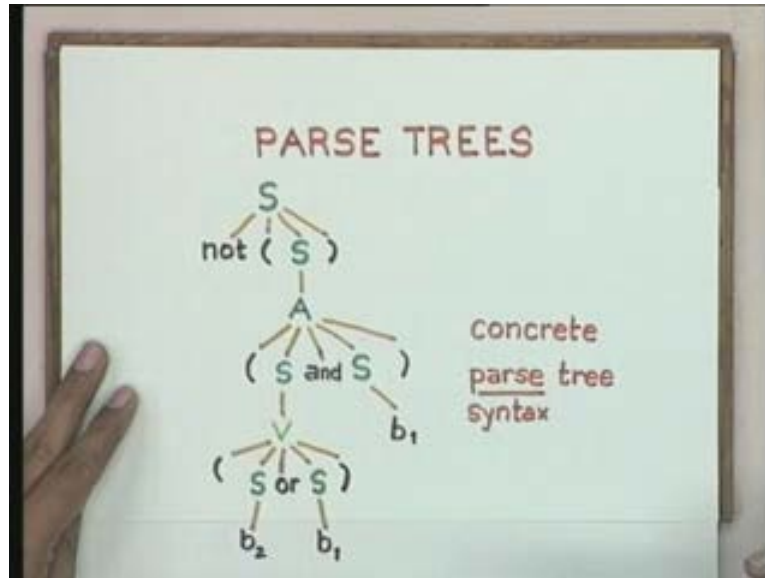 PARSE TREES
S
not ( S )
A
( S and S )
b₁
V
( S or S )
b₂ b₁
concrete
parse tree
syntax